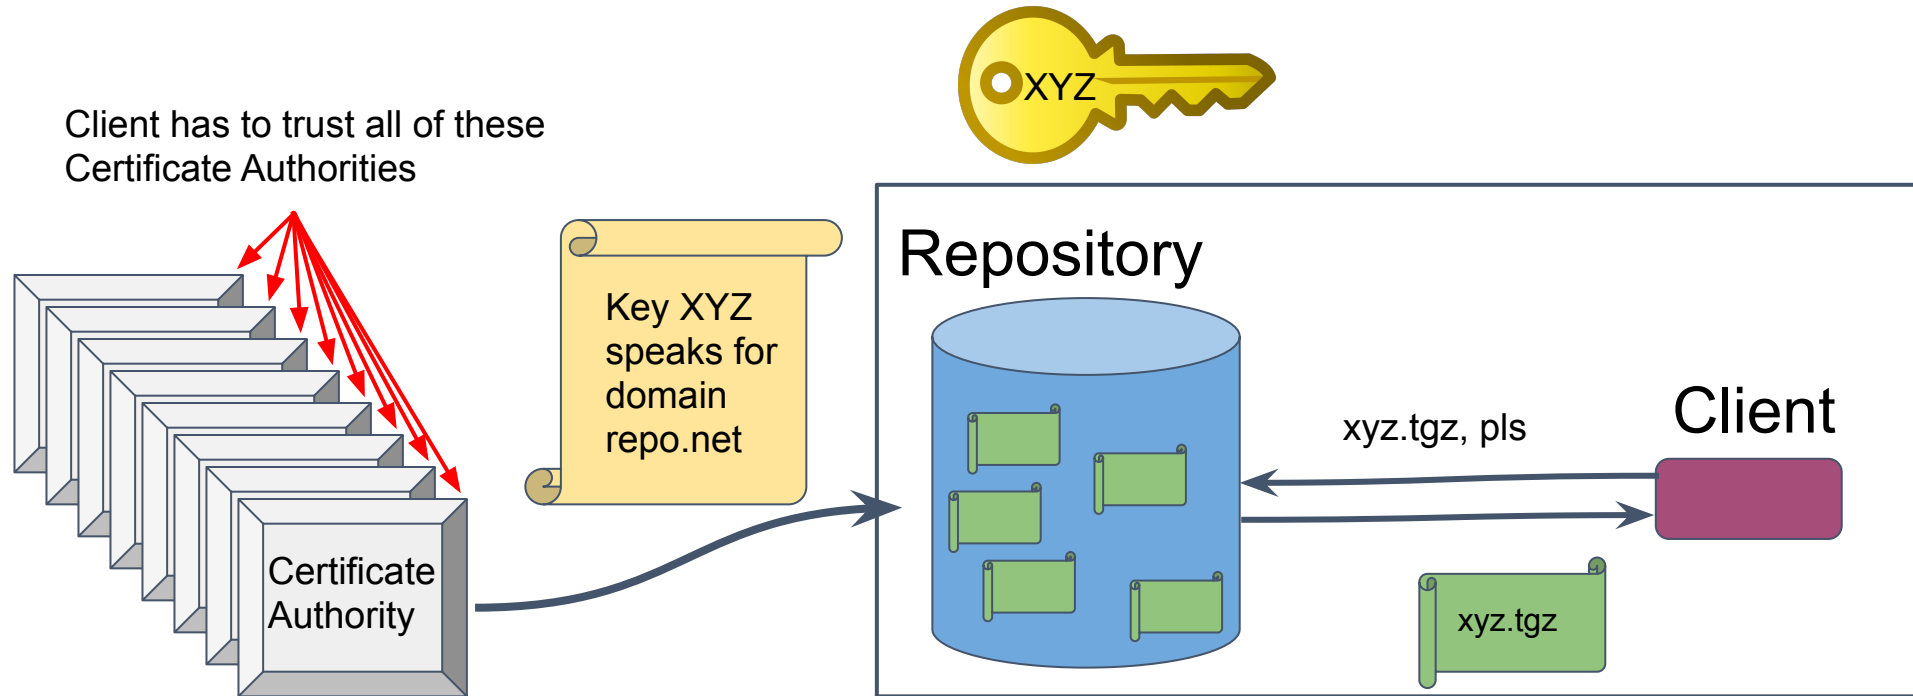 XYZ
Client has to trust all of these
Certificate Authorities
Key XYZ
speaks for
domain
repo.net
Repository
Client
xyz.tgz, pls
Certificate
Authority
xyz.tgz